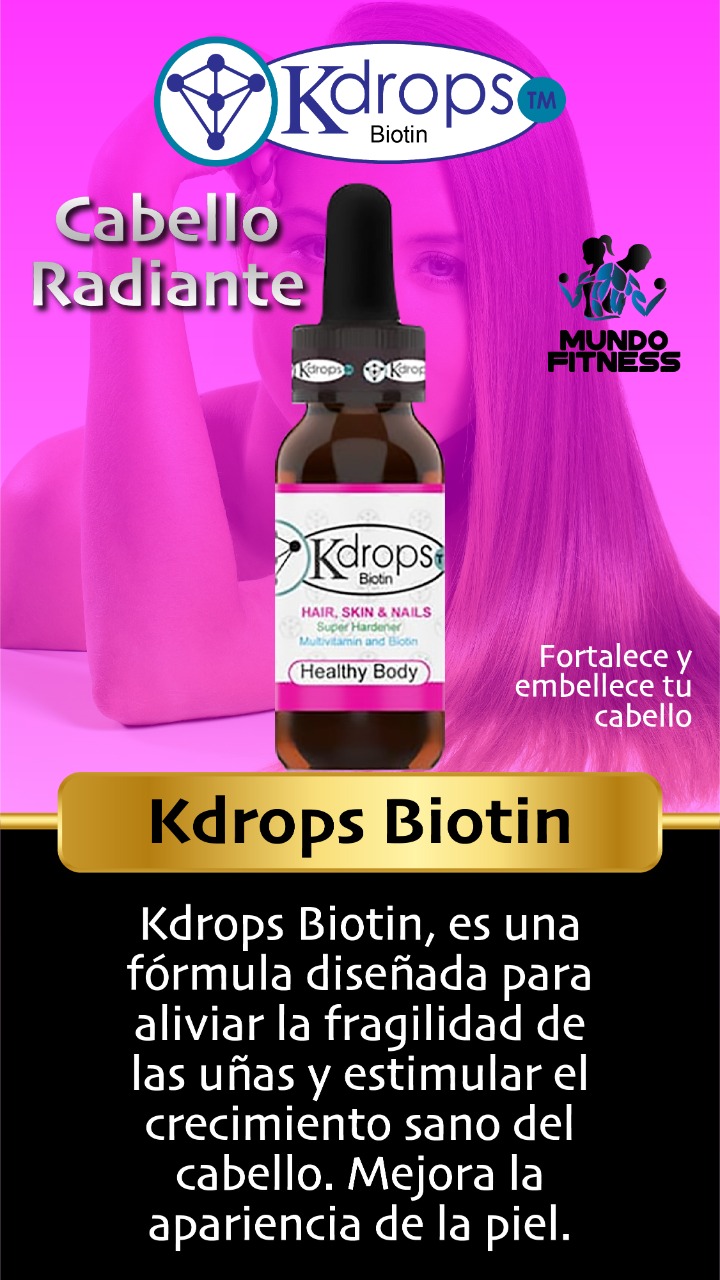 Kdrops TM
Biotin
Cabello
Radiante
MUNDO
FITNESS
Kdrops Kdrop
Kdrops T
Biotin
HAIR, SKIN & NAILS
Super Hardener
Multivitamin and Biotin
Healthy Body
Fortalece y
embellece tu
cabello
Kdrops Biotin
Kdrops Biotin, es una
fórmula diseñada para
aliviar la fragilidad de
las uñas y estimular el
crecimiento sano del
cabello. Mejora la
apariencia de la piel.